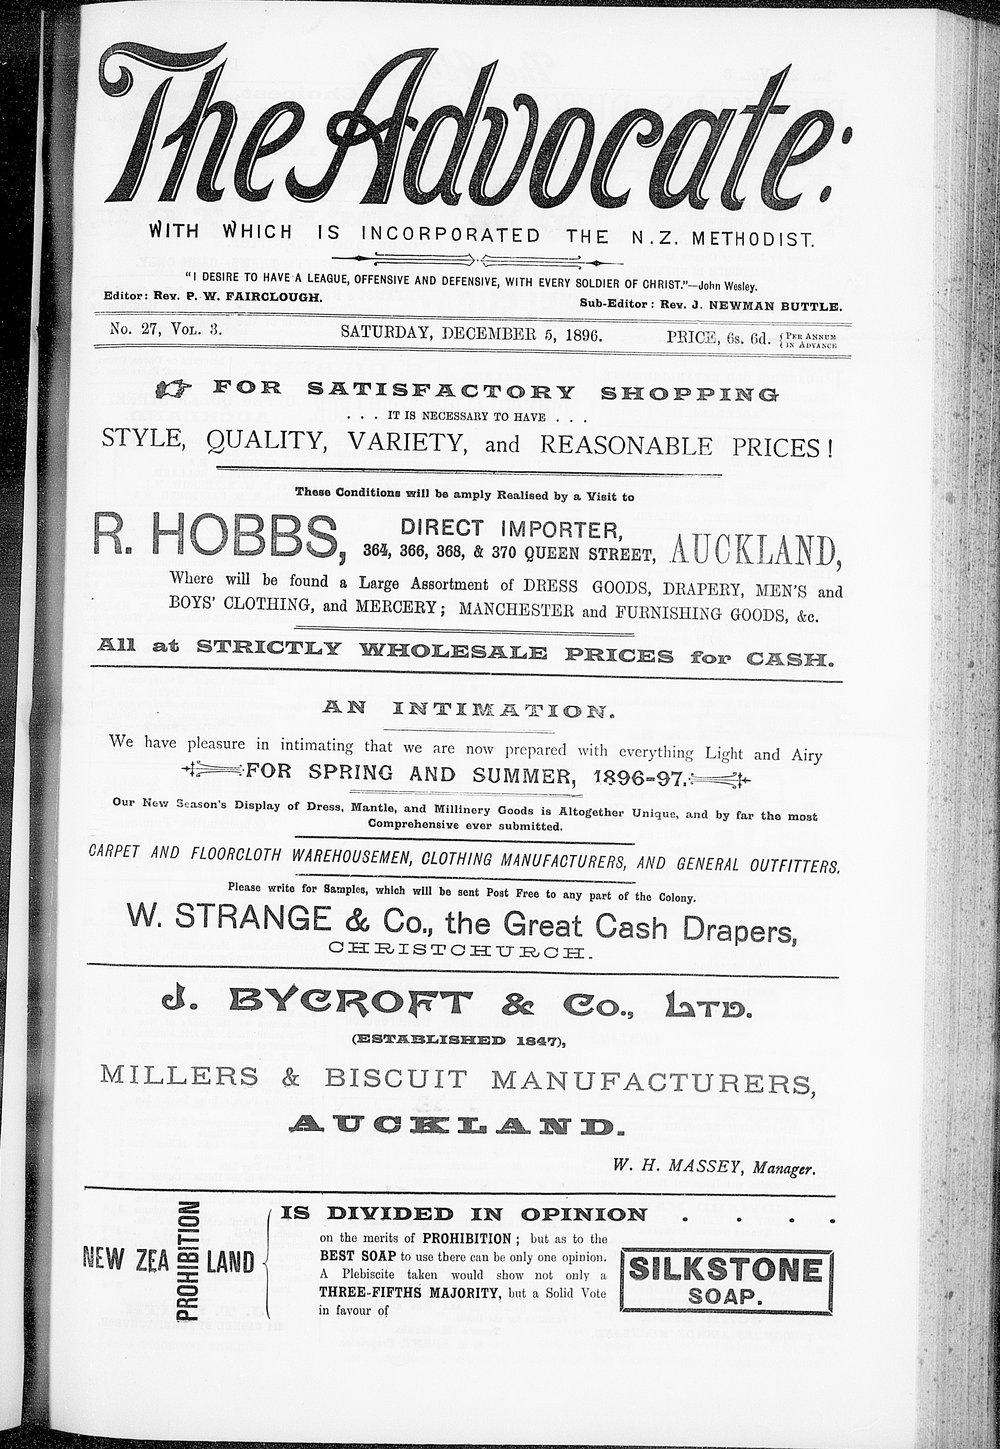 The Advocate:
WITH WHICH IS INCORPORATED THE N.Z. METHODIST.
"I DESIRE TO HAVE A LEAGUE, OFFENSIVE AND DEFENSIVE, WITH EVERY SOLDIER OF CHRIST."—John Wesley.
Editor: Rev. P. W. FAIRCLOUGH. Sub-Editor: Rev. J. NEWMAN BUTTLE.
No. 27, Vol. 3. SATURDAY, DECEMBER 5, 1896. PRICE, 6s. 6d. { PER ANNUM IN ADVANCE
FOR SATISFACTORY SHOPPING
. . . IT IS NECESSARY TO HAVE . . .
STYLE, QUALITY, VARIETY, and REASONABLE PRICES!
These Conditions will be amply Realised by a Visit to
R. HOBBS, DIRECT IMPORTER, 364, 366, 368, & 370 QUEEN STREET, AUCKLAND,
Where will be found a Large Assortment of DRESS GOODS, DRAPERY, MEN'S and
BOYS' CLOTHING, and MERCERY; MANCHESTER and FURNISHING GOODS, &c.
All at STRICTLY WHOLESALE PRICES for CASH.
AN INTIMATION.
We have pleasure in intimating that we are now prepared with everything Light and Airy
FOR SPRING AND SUMMER, 1896-97.
Our New Season's Display of Dress, Mantle, and Millinery Goods is Altogether Unique, and by far the most
Comprehensive ever submitted.
CARPET AND FLOORCLOTH WAREHOUSEMEN, CLOTHING MANUFACTURERS, AND GENERAL OUTFITTERS.
Please write for Samples, which will be sent Post Free to any part of the Colony.
W. STRANGE & Co., the Great Cash Drapers,
CHRISTCHURCH.
J. BYCROFT & Co., LTD.
(ESTABLISHED 1847),
MILLERS & BISCUIT MANUFACTURERS,
AUCKLAND.
W. H. MASSEY, Manager.
NEW ZEA LAND
PROHIBITION
IS DIVIDED IN OPINION . . . .
on the merits of PROHIBITION; but as to the
BEST SOAP to use there can be only one opinion.
A Plebiscite taken would show not only a
THREE-FIFTHS MAJORITY, but a Solid Vote
in favour of
SILKSTONE
SOAP.